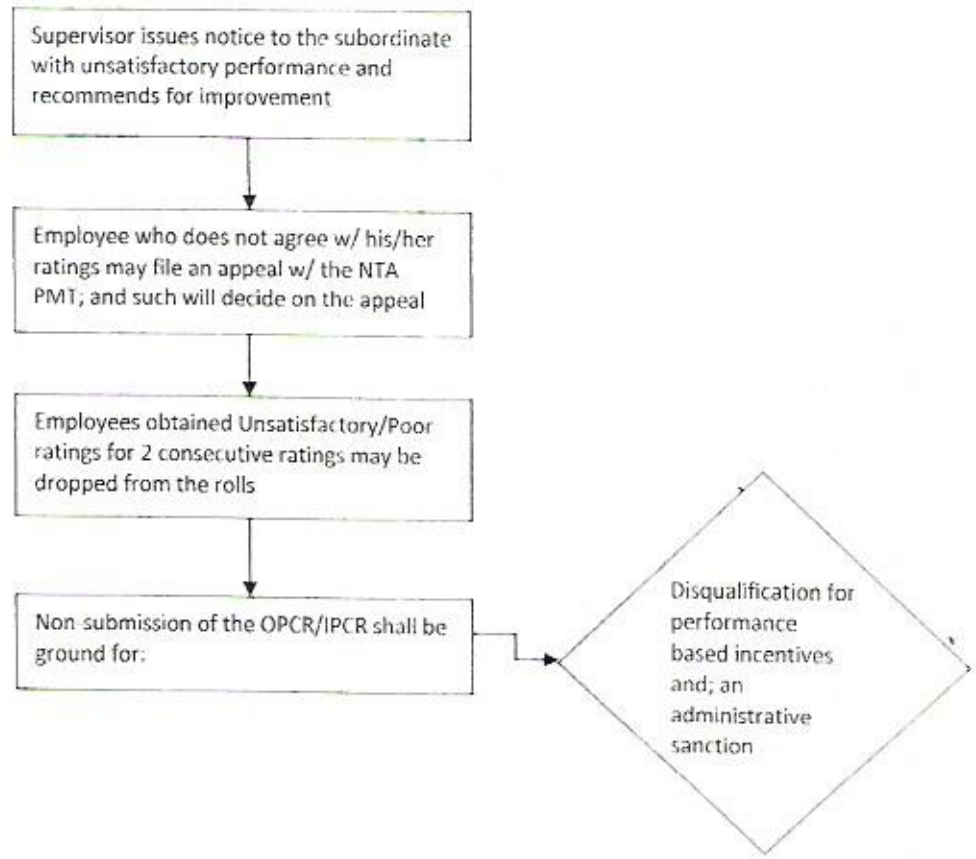 Supervisor issues notice to the subordinate
with unsatisfactory performance and
recommends for improvement
Employee who does not agree w/ his/her
ratings may file an appeal w/ the NTA
PMT; and such will decide on the appeal
Employees obtained Unsatisfactory/Poor
ratings for 2 consecutive ratings may be
dropped from the rolls
Non-submission of the OPCR/IPCR shall be
ground for:
Disqualification for
performance
based incentives
and; an
administrative
sanction